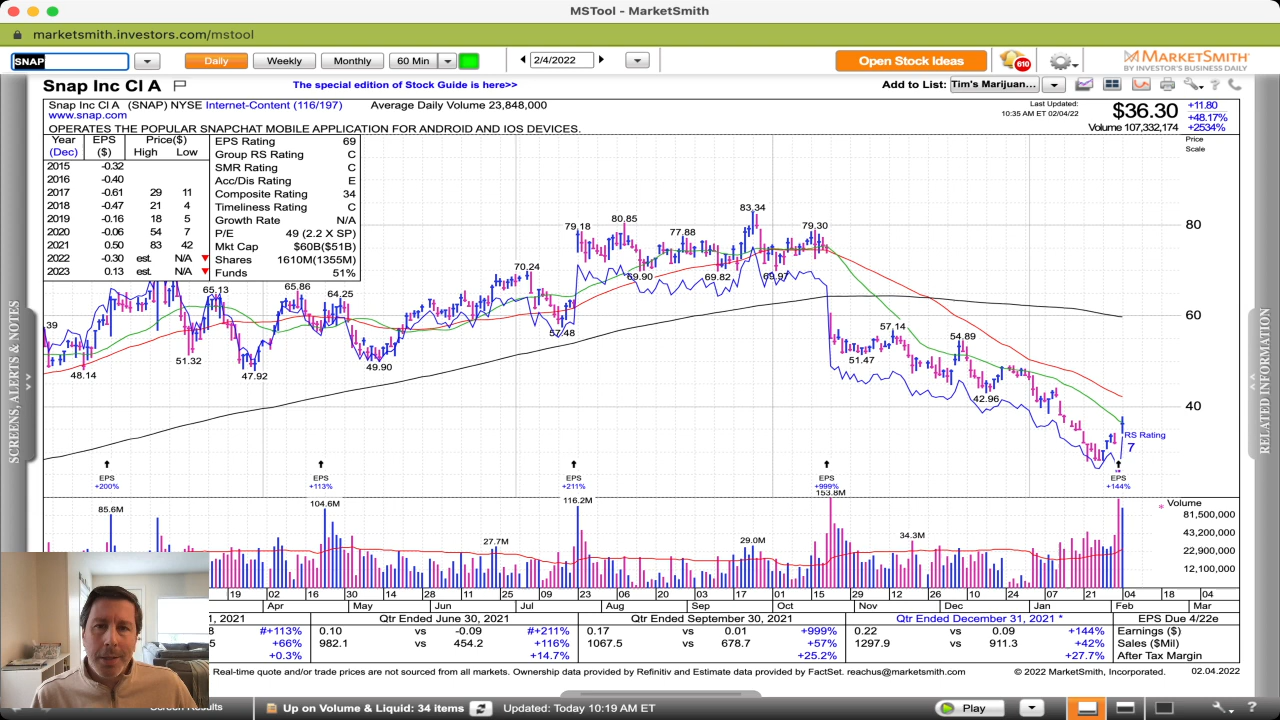 MSTool - MarketSmith
marketsmith.investors.com/mstool
SNAP Daily Weekly Monthly 60 Min 2/4/2022 Open Stock Ideas 610 MARKETSMITH
BY INVESTOR'S BUSINESS DAILY
Snap Inc Cl A The special edition of Stock Guide is here>> Add to List: Tim's Marijuan...
Snap Inc Cl A (SNAP) NYSE Internet-Content (116/197) Average Daily Volume 23,848,000
www.snap.com
OPERATES THE POPULAR SNAPCHAT MOBILE APPLICATION FOR ANDROID AND IOS DEVICES.
Last Updated:
10:35 AM ET 02/04/22
$36.30 +11.80
+48.17%
Volume 107,332,174 +2534%
Price
Scale
Year EPS Price($)
(Dec) ($) High Low
2015 -0.32
2016 -0.40
2017 -0.61 29 11
2018 -0.47 21 4
2019 -0.16 18 5
2020 -0.06 54 7
2021 0.50 83 42
2022 -0.30 est. N/A
2023 0.13 est. N/A
EPS Rating 69
Group RS Rating C
SMR Rating C
Acc/Dis Rating E
Composite Rating 34
Timeliness Rating C
Growth Rate N/A
P/E 49 (2.2 X SP)
Mkt Cap $60B($51B)
Shares 1610M(1355M)
Funds 51%
83.34
79.18 80.85 77.88 79.30
80
70.24 69.90 69.82 69.97
65.13 65.86 64.25
60
.39 57.48 57.14
51.32 54.89
48.14 47.92 49.90 51.47
42.96
40
RS Rating
7
EPS EPS EPS EPS EPS
+200% +113% +211% +999% +144%
85.6M 104.6M 116.2M 153.8M
27.7M 29.0M 34.3M
* Volume
81,500,000
43,200,000
22,900,000
12,100,000
19 02 16 30 14 28 11 25 09 23 06 20 03 17 01 15 29 12 26 10 24 07 21 04 18 04
Apr May Jun Jul Aug Sep Oct Nov Dec Jan Feb Mar
1, 2021 Qtr Ended June 30, 2021 Qtr Ended September 30, 2021 Qtr Ended December 31, 2021 * EPS Due 4/22e
8 #+113% 0.10 vs -0.09 #+211% 0.17 vs 0.01 +999% 0.22 vs 0.09 +144% Earnings ($)
5 +66% 982.1 vs 454.2 +116% 1067.5 vs 678.7 +57% 1297.9 vs 911.3 +42% Sales ($Mil)
+0.3% +14.7% +25.2% +27.7% After Tax Margin
Real-time quote and/or trade prices are not sourced from all markets. Ownership data provided by Refinitiv and Estimate data provided by FactSet. reachus@marketsmith.com © 2022 MarketSmith, Incorporated. 02.04.2022
Screen Results Up on Volume & Liquid: 34 items Updated: Today 10:19 AM ET Play
SCREENS, ALERTS & NOTES
RELATED INFORMATION